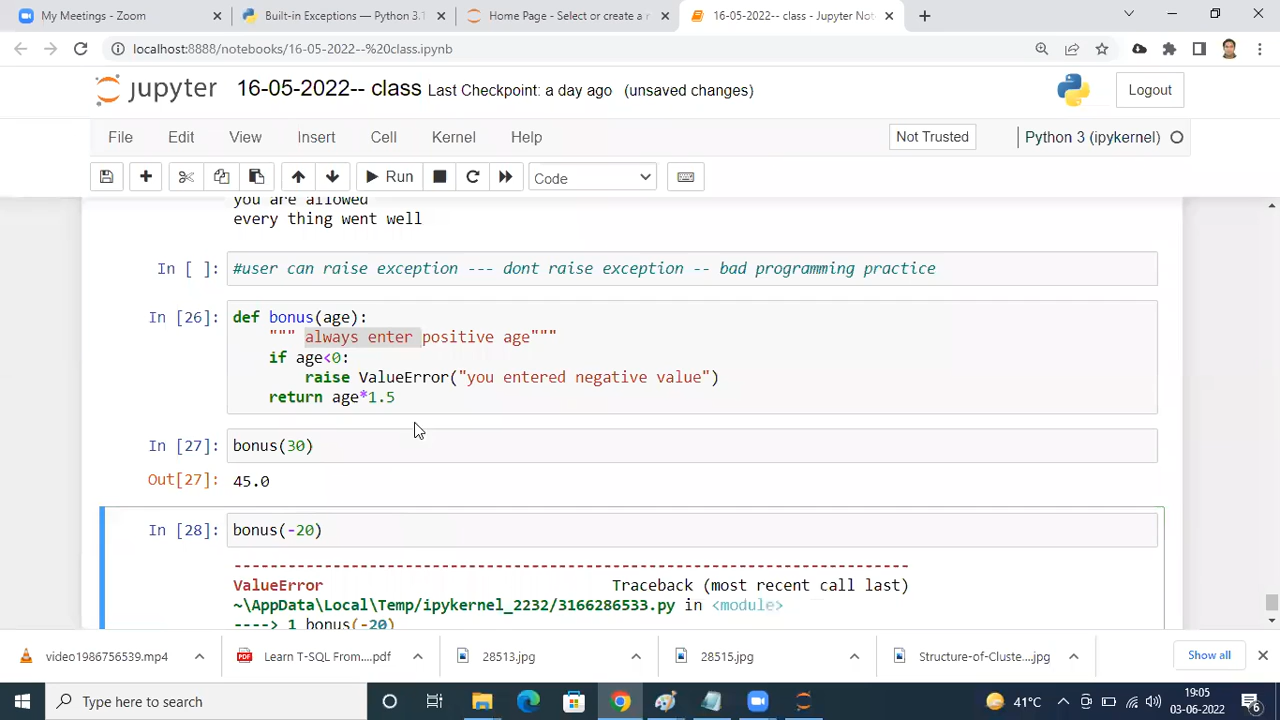 My Meetings - Zoom
Built-in Exceptions — Python 3.1
Home Page - Select or create a n
16-05-2022-- class - Jupyter Not
localhost:8888/notebooks/16-05-2022--%20class.ipynb
jupyter 16-05-2022-- class Last Checkpoint: a day ago (unsaved changes)
Logout
File Edit View Insert Cell Kernel Help
Not Trusted
Python 3 (ipykernel)
Run
Code
you are allowed
every thing went well
In [ ]: #user can raise exception --- dont raise exception -- bad programming practice
In [26]: def bonus(age):
""" always enter positive age"""
if age<0:
raise ValueError("you entered negative value")
return age*1.5
In [27]: bonus(30)
Out[27]: 45.0
In [28]: bonus(-20)
---------------------------------------------------------------------------
ValueError Traceback (most recent call last)
~\AppData\Local\Temp/ipykernel_2232/3166286533.py in <module>
----> 1 bonus(-20)
video1986756539.mp4
Learn T-SQL From....pdf
28513.jpg
28515.jpg
Structure-of-Cluste....jpg
Show all
Type here to search
41°C
19:05
03-06-2022
6